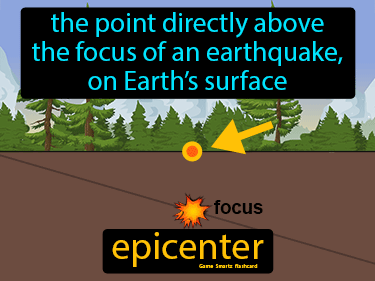 the point directly above
the focus of an earthquake,
on Earth's surface
focus
epicenter
Game Smartz flashcard